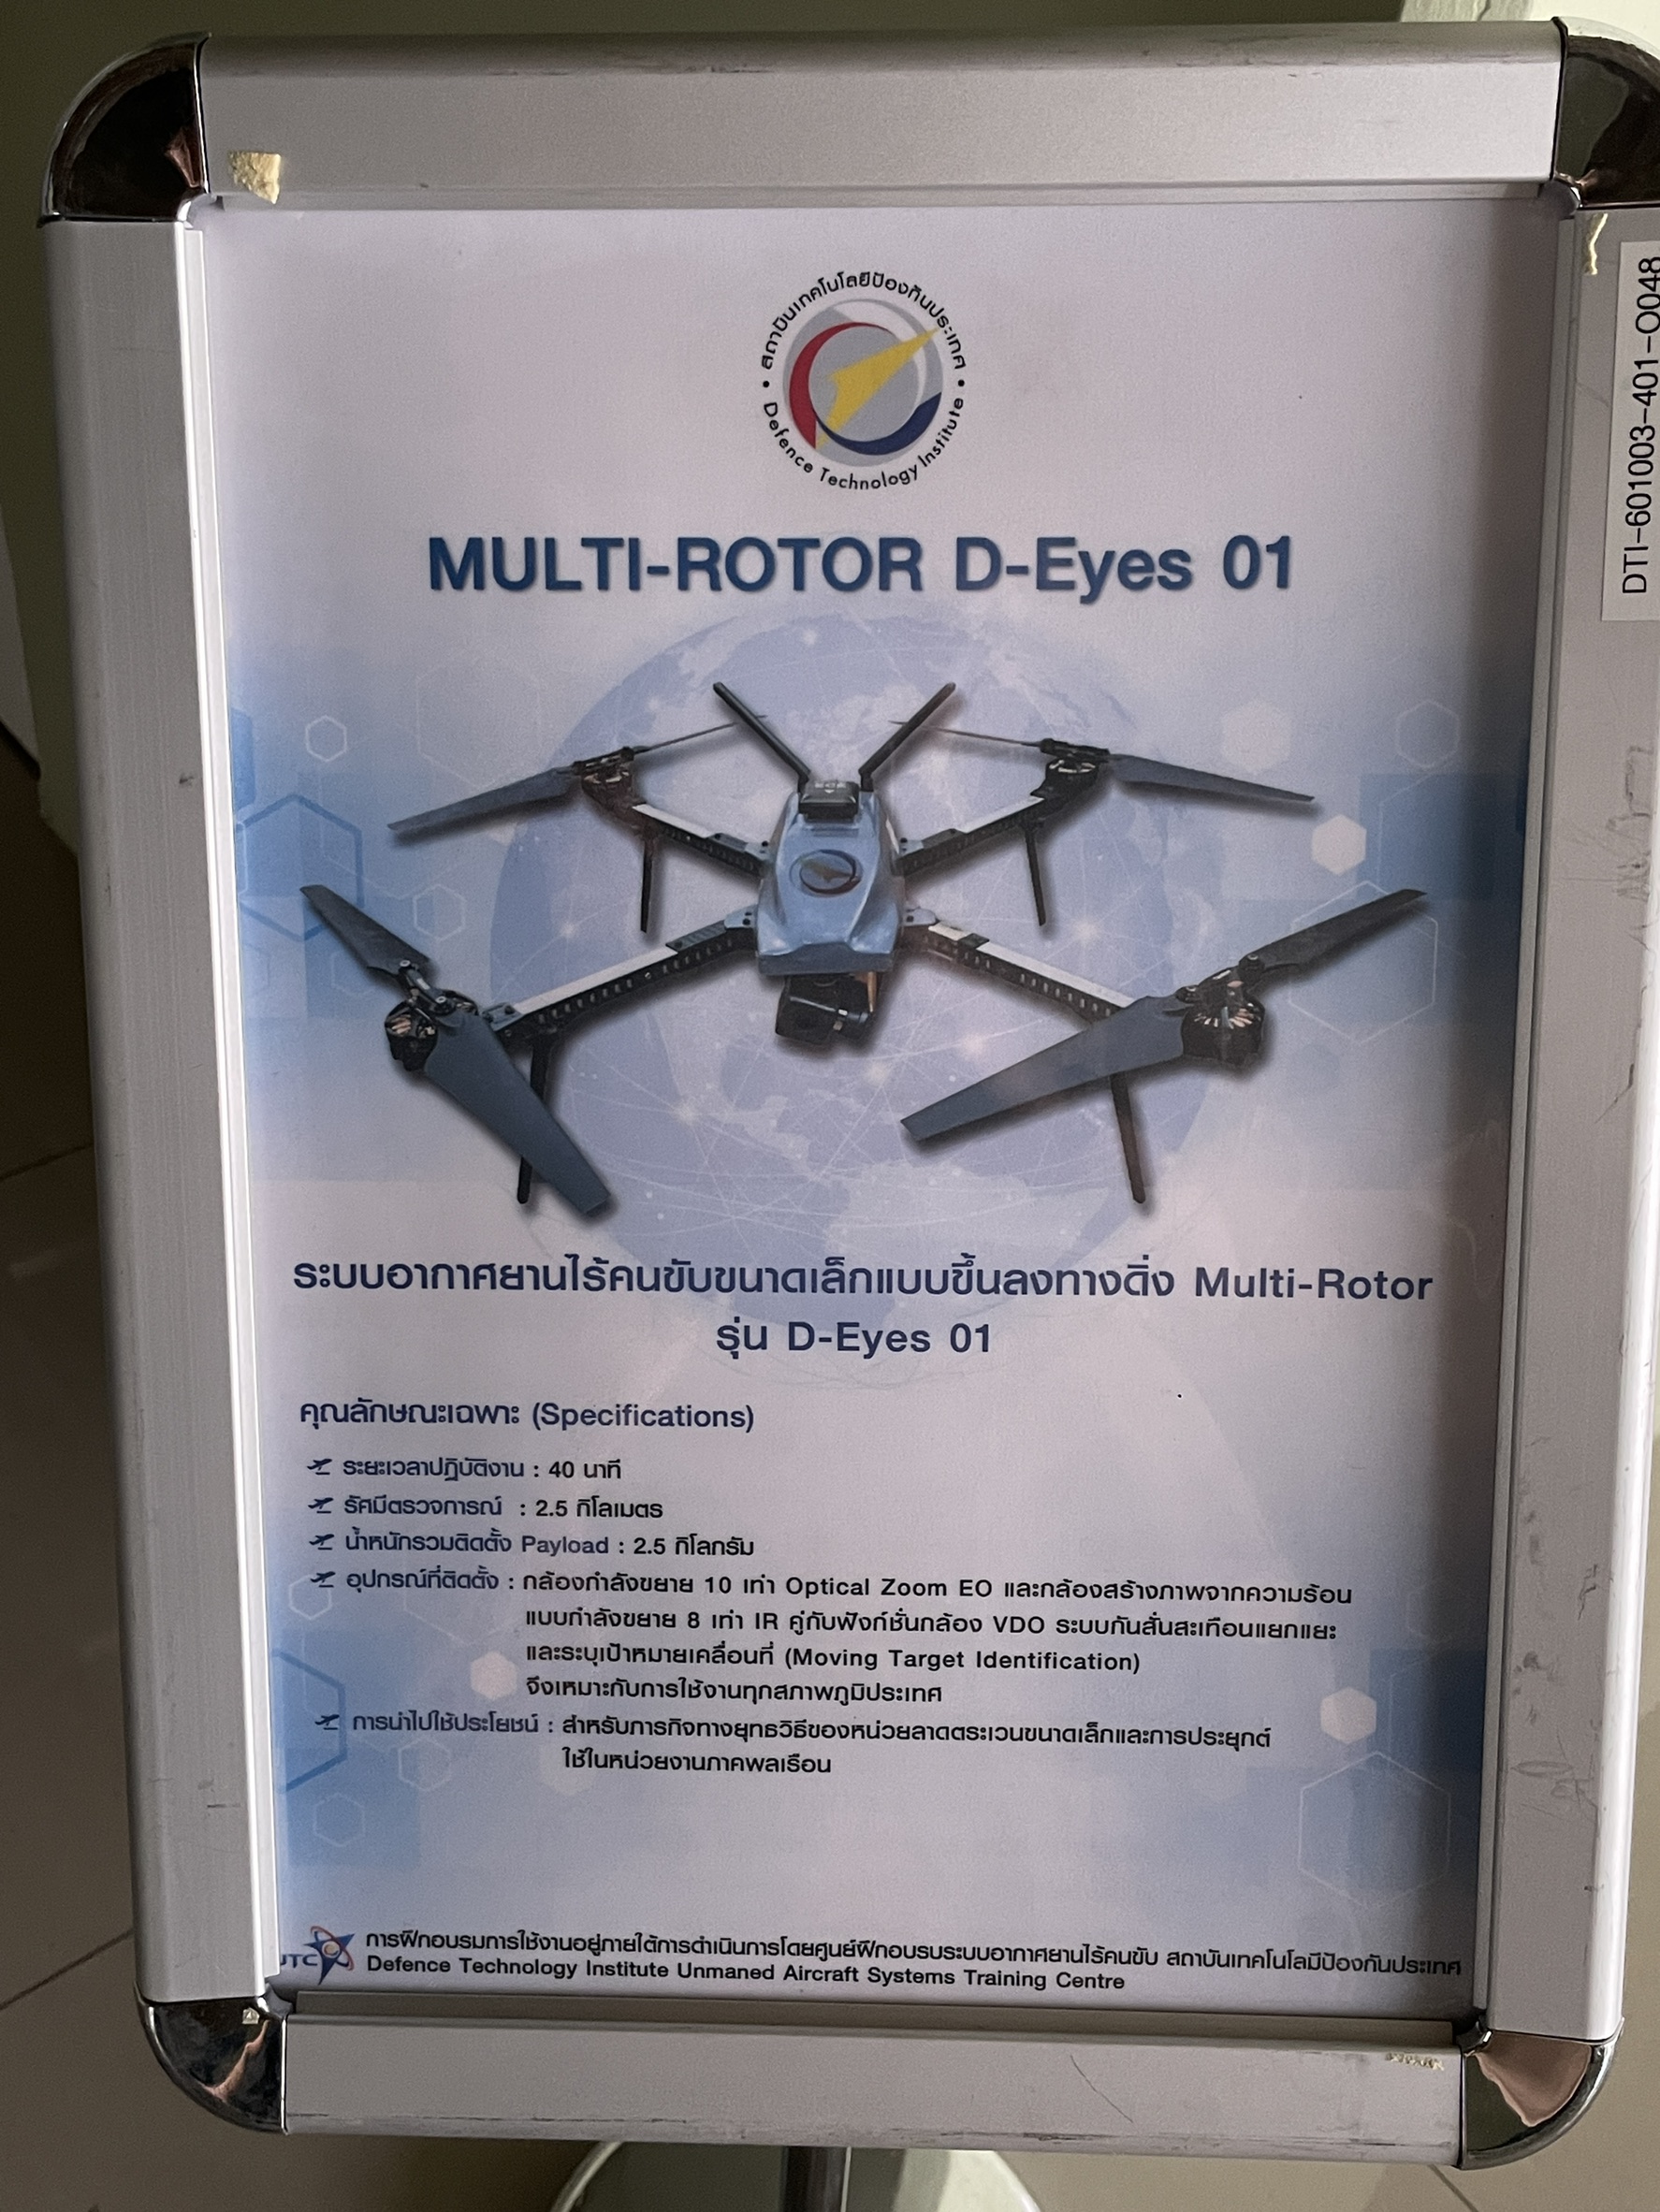 สถาบันเทคโนโลยีป้องกันประเทศ
Defence Technology Institute
DTI-601003-401-O048
MULTI-ROTOR D-Eyes 01
ระบบอากาศยานไร้คนขับขนาดเล็กแบบขึ้นลงทางดิ่ง Multi-Rotor
รุ่น D-Eyes 01
คุณลักษณะเฉพาะ (Specifications)
ระยะเวลาปฏิบัติงาน : 40 นาที
รัศมีตรวจการณ์ : 2.5 กิโลเมตร
น้ำหนักรวมติดตั้ง Payload : 2.5 กิโลกรัม
อุปกรณ์ที่ติดตั้ง : กล้องกำลังขยาย 10 เท่า Optical Zoom EO และกล้องสร้างภาพจากความร้อน
แบบกำลังขยาย 8 เท่า IR คู่กับฟังก์ชั่นกล้อง VDO ระบบกันสั่นสะเทือนแยกแยะ
และระบุเป้าหมายเคลื่อนที่ (Moving Target Identification)
จึงเหมาะกับการใช้งานทุกสภาพภูมิประเทศ
การนำไปใช้ประโยชน์ : สำหรับภารกิจทางยุทธวิธีของหน่วยลาดตระเวนขนาดเล็กและการประยุกต์
ใช้ในหน่วยงานภาคพลเรือน
การฝึกอบรมการใช้งานอยู่ภายใต้การดำเนินการโดยศูนย์ฝึกอบรบระบบอากาศยานไร้คนขับ สถาบันเทคโนโลมีป้องกันประเทศ
Defence Technology Institute Unmaned Aircraft Systems Training Centre